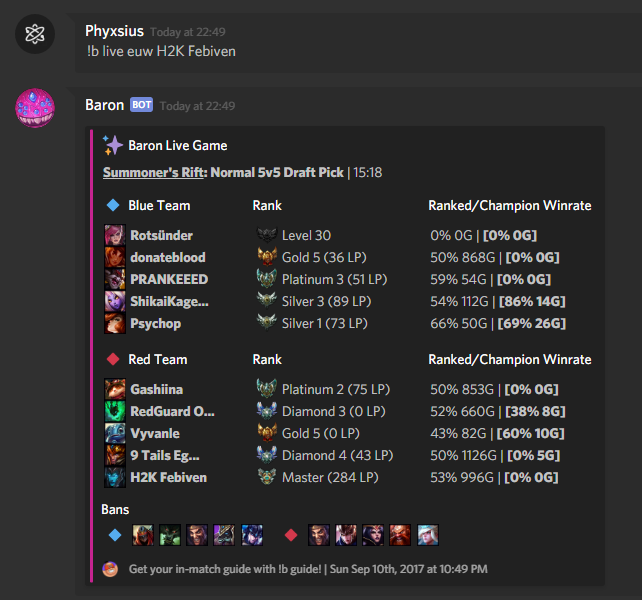 Phyxsius Today at 22:49
!b live euw H2K Febiven
Baron BOT Today at 22:49
Baron Live Game
Summoner's Rift: Normal 5v5 Draft Pick | 15:18
Blue Team Rank Ranked/Champion Winrate
Rotsünder Level 30 0% 0G | [0% 0G]
donateblood Gold 5 (36 LP) 50% 868G | [0% 0G]
PRANKEEED Platinum 3 (51 LP) 59% 54G | [0% 0G]
ShikaiKage... Silver 3 (89 LP) 54% 112G | [86% 14G]
Psychop Silver 1 (73 LP) 66% 50G | [69% 26G]
Red Team Rank Ranked/Champion Winrate
Gashiina Platinum 2 (75 LP) 50% 853G | [0% 0G]
RedGuard O... Diamond 3 (0 LP) 52% 660G | [38% 8G]
Vyvanle Gold 5 (0 LP) 43% 82G | [60% 10G]
9 Tails Eg... Diamond 4 (43 LP) 50% 1126G | [0% 5G]
H2K Febiven Master (284 LP) 53% 996G | [0% 0G]
Bans
Get your in-match guide with !b guide! | Sun Sep 10th, 2017 at 10:49 PM